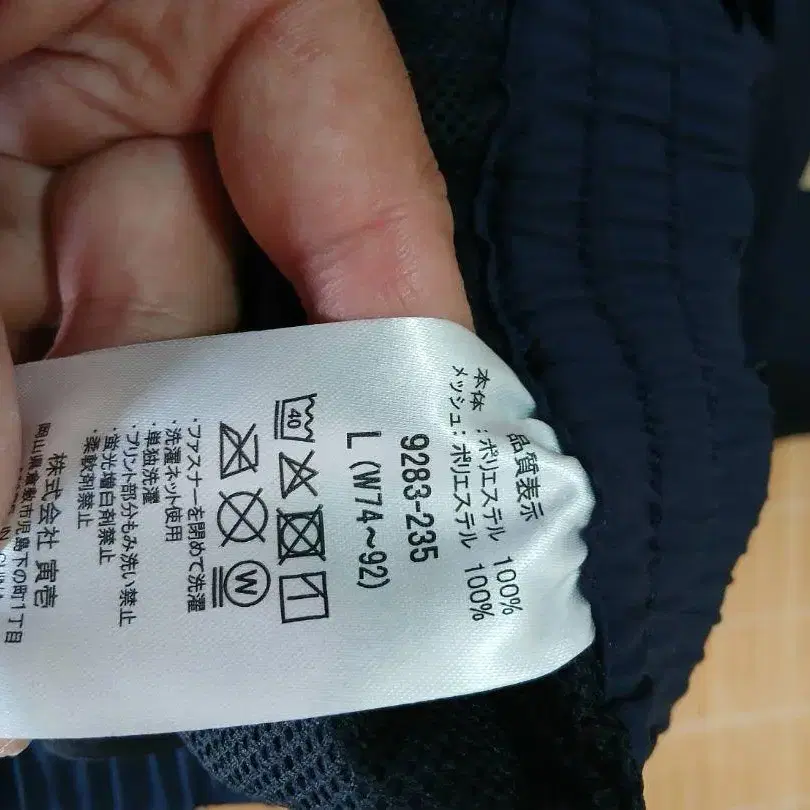 品質表示
本体 : ポリエステル 100%
メッシュ : ポリエステル 100%
9283-235
L (W74~92)
40
W
・ファスナーを閉めて洗濯
・洗濯ネット使用
・単独洗濯
・プリント部分もみ洗い禁止
・蛍光増白剤禁止
・柔軟剤禁止
株式会社 寅壱
岡山県倉敷市児島下の町1丁目